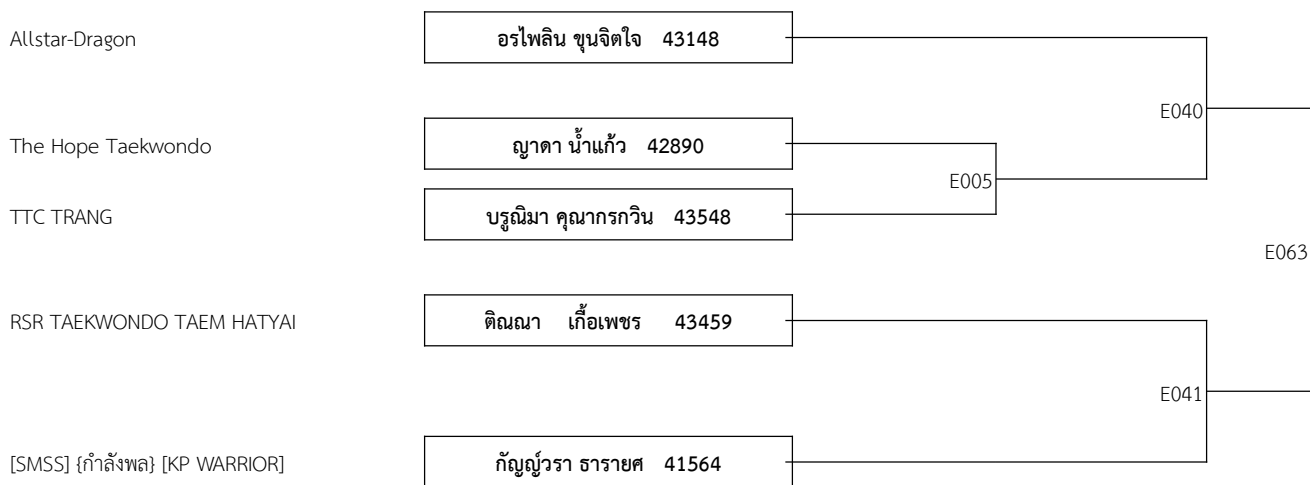 Allstar-Dragon อรไพลิน ขุนจิตใจ 43148
E040
The Hope Taekwondo ญาดา น้ำแก้ว 42890
E005
TTC TRANG บรูณิมา คุณากรกวิน 43548
E063
RSR TAEKWONDO TAEM HATYAI ติณณา เกื้อเพชร 43459
E041
[SMSS] {กำลังพล} [KP WARRIOR] กัญญ์วรา ธารายศ 41564